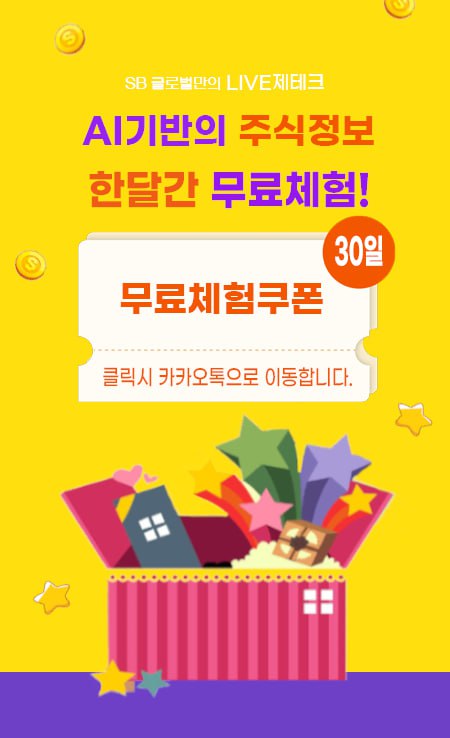 SB 글로벌만의 LIVE제테크
AI기반의 주식정보
한달간 무료체험!
30일
무료체험쿠폰
클릭시 카카오톡으로 이동합니다.